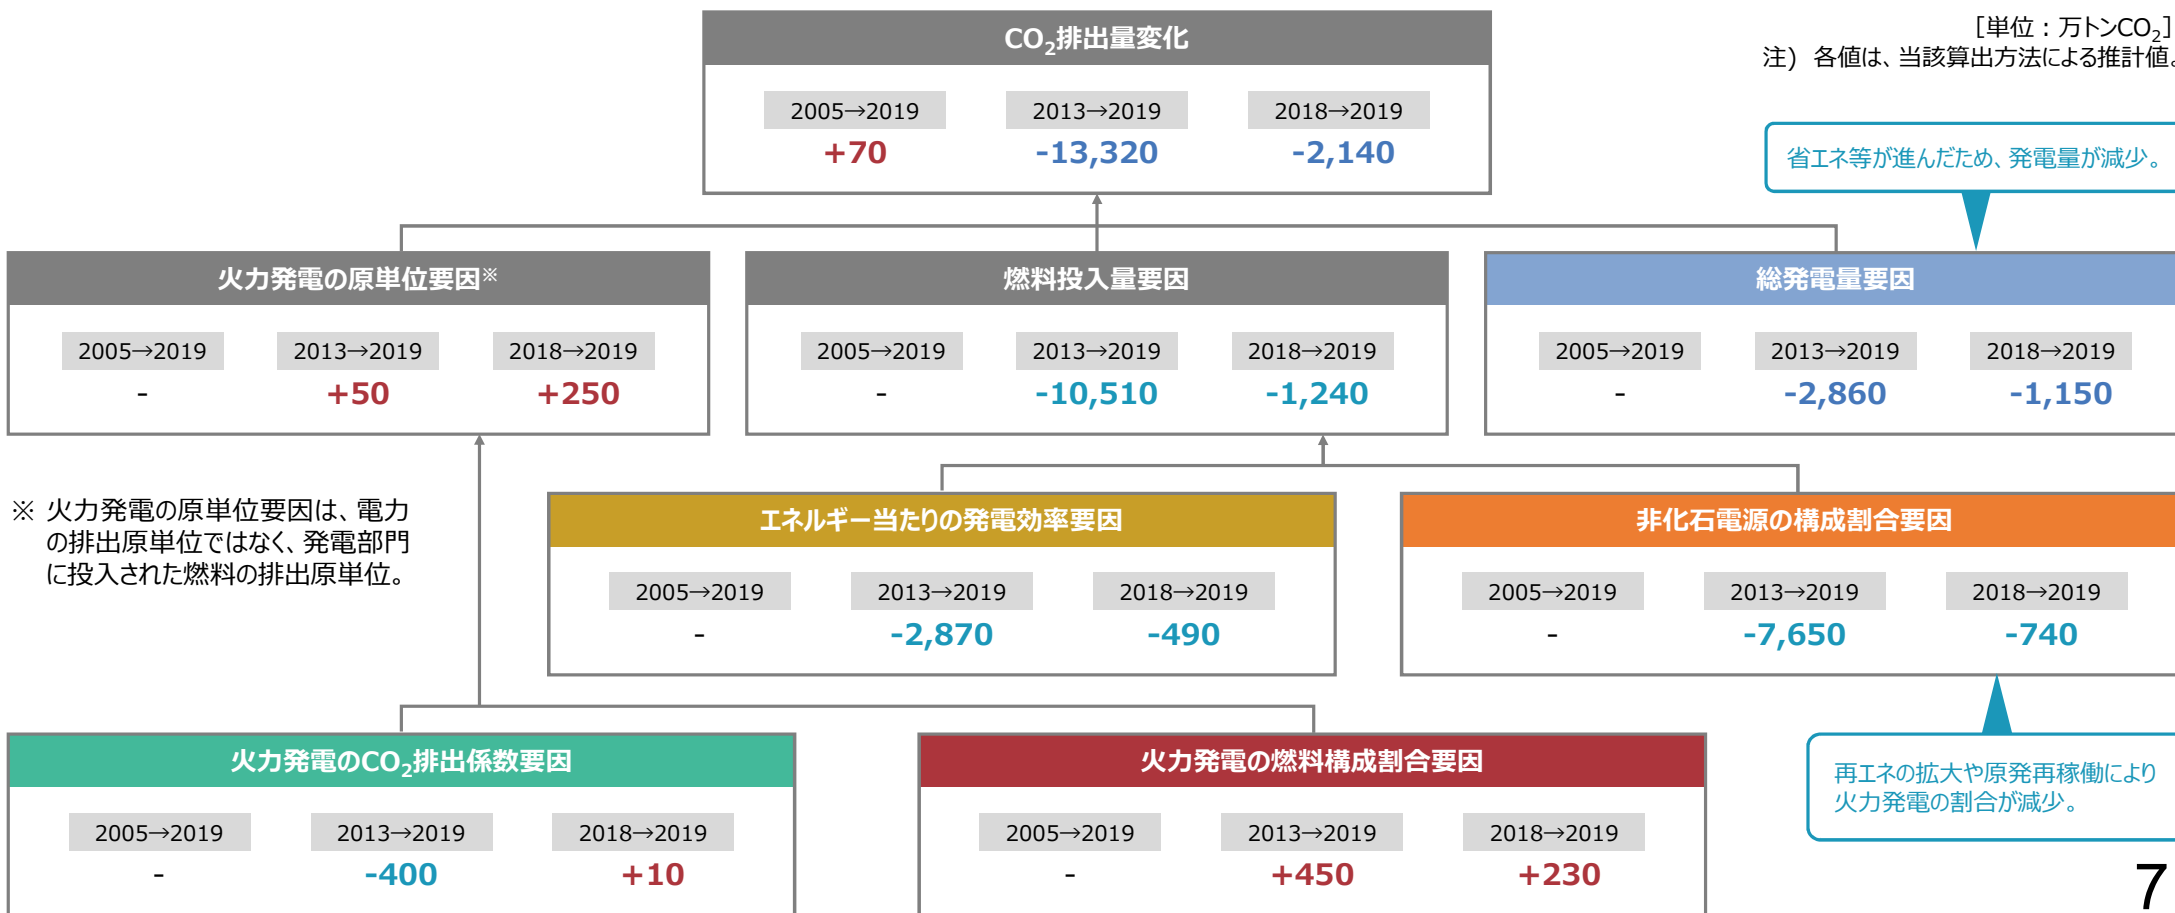 CO2排出量変化
2005→2019 2013→2019 2018→2019
+70 -13,320 -2,140
[単位：万トンCO2]
注) 各値は、当該算出方法による推計値。
省エネ等が進んだため、発電量が減少。
火力発電の原単位要因※
2005→2019 2013→2019 2018→2019
- +50 +250
燃料投入量要因
2005→2019 2013→2019 2018→2019
- -10,510 -1,240
総発電量要因
2005→2019 2013→2019 2018→2019
- -2,860 -1,150
※ 火力発電の原単位要因は、電力
の排出原単位ではなく、発電部門
に投入された燃料の排出原単位。
エネルギー当たりの発電効率要因
2005→2019 2013→2019 2018→2019
- -2,870 -490
非化石電源の構成割合要因
2005→2019 2013→2019 2018→2019
- -7,650 -740
火力発電のCO2排出係数要因
2005→2019 2013→2019 2018→2019
- -400 +10
火力発電の燃料構成割合要因
2005→2019 2013→2019 2018→2019
- +450 +230
再エネの拡大や原発再稼働により
火力発電の割合が減少。
7